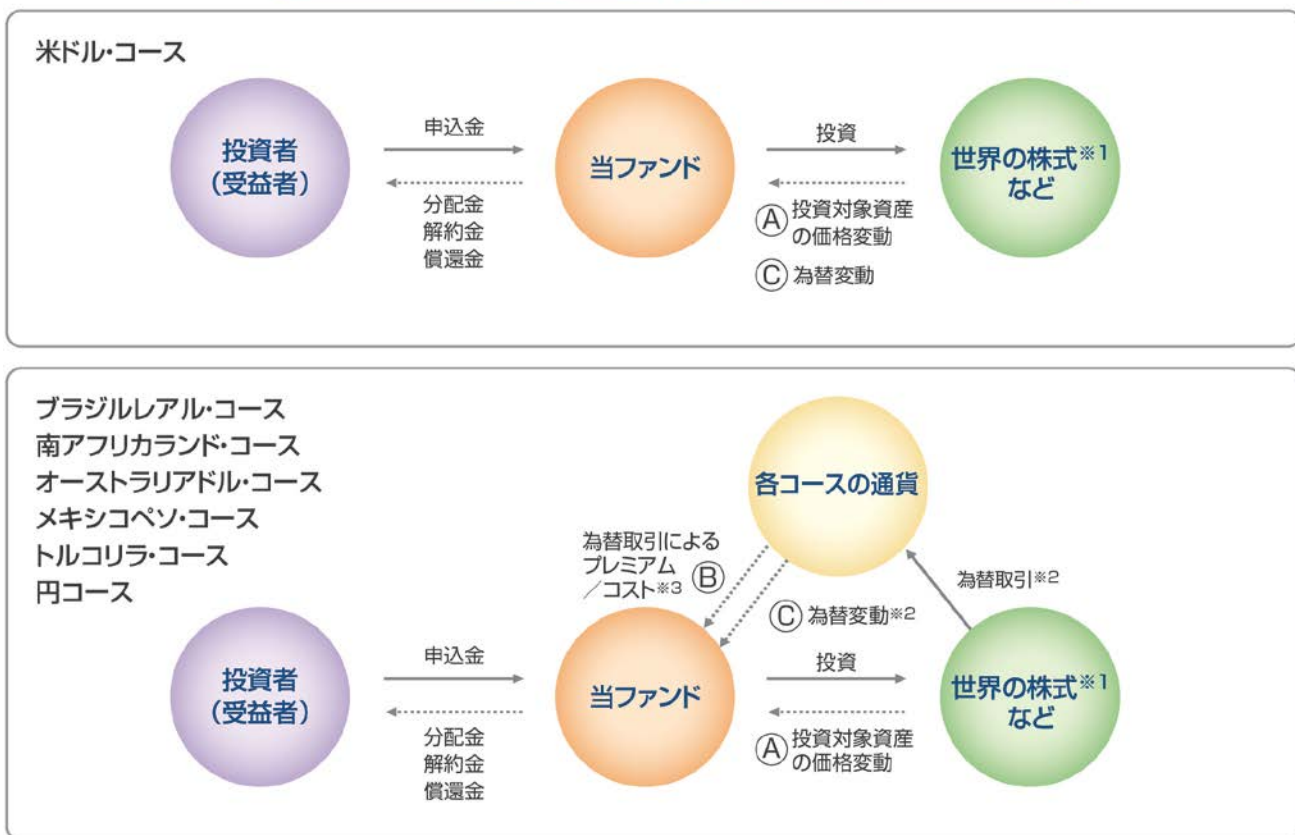 米ドル・コース
投資者
（受益者）
申込金
分配金
解約金
償還金
当ファンド
投資
Ⓐ 投資対象資産
の価格変動
Ⓒ 為替変動
世界の株式※1
など
ブラジルレアル・コース
南アフリカランド・コース
オーストラリアドル・コース
メキシコペソ・コース
トルコリラ・コース
円コース
各コースの通貨
為替取引による
プレミアム
／コスト※3 Ⓑ
Ⓒ 為替変動※2
為替取引※2
投資者
（受益者）
申込金
分配金
解約金
償還金
当ファンド
投資
Ⓐ 投資対象資産
の価格変動
世界の株式※1
など